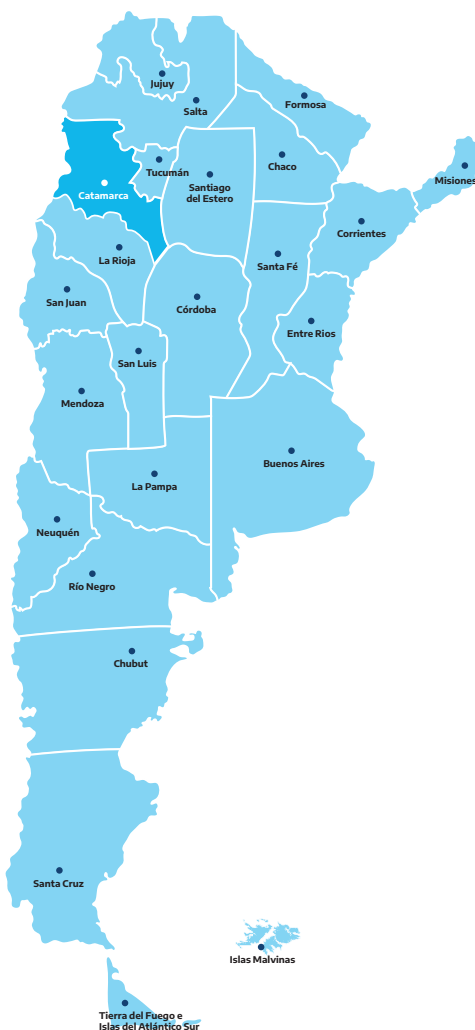 Jujuy
Salta
Formosa
Tucumán
Chaco
Misiones
Catamarca
Santiago
del Estero
Corrientes
La Rioja
Santa Fé
San Juan
Córdoba
Entre Rios
San Luis
Mendoza
Buenos Aires
La Pampa
Neuquén
Río Negro
Chubut
Santa Cruz
Islas Malvinas
Tierra del Fuego e
Islas del Atlántico Sur